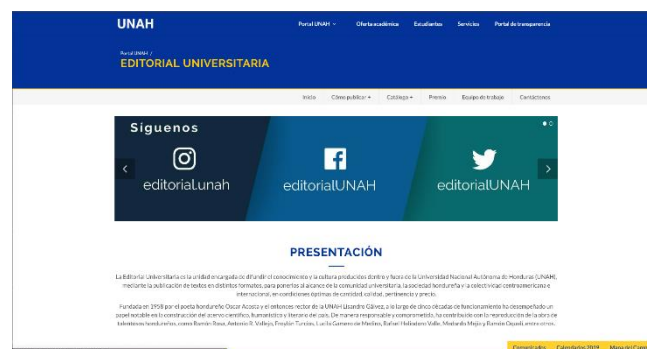 UNAH
Portal UNAH Oferta académica Estudiantes Servicios Portal de transparencia
Portal UNAH /
EDITORIAL UNIVERSITARIA
Inicio Cómo publicar Catálogo Premio Equipo de trabajo Contáctanos
Síguenos
editorial.unah editorialUNAH editorialUNAH
PRESENTACIÓN
La Editorial Universitaria es la unidad encargada de difundir el conocimiento y la cultura producidos dentro y fuera de la Universidad Nacional Autónoma de Honduras (UNAH),
mediante la publicación de textos en distintos formatos, para ponerlos al alcance de la comunidad universitaria, la sociedad hondureña y la colectividad centroamericana e
internacional, en condiciones óptimas de cantidad, calidad, pertinencia y precio.
Fundada en 1958 por el poeta hondureño Oscar Acosta y el entonces rector de la UNAH Lisandro Gálvez, a lo largo de cinco décadas de funcionamiento ha desempeñado un
papel notable en la construcción del acervo científico, humanístico y literario del país. De manera responsable y comprometida, ha contribuido con la reproducción de la obra de
talentosos hondureños, como Ramón Rosa, Antonio R. Vallejo, Froylán Turcios, Lucila Gamero de Medina, Rafael Heliodoro Valle, Medardo Mejía y Ramón Oquelí, entre otros.
Comunicados Calendarios 2019 Mapa del Campus